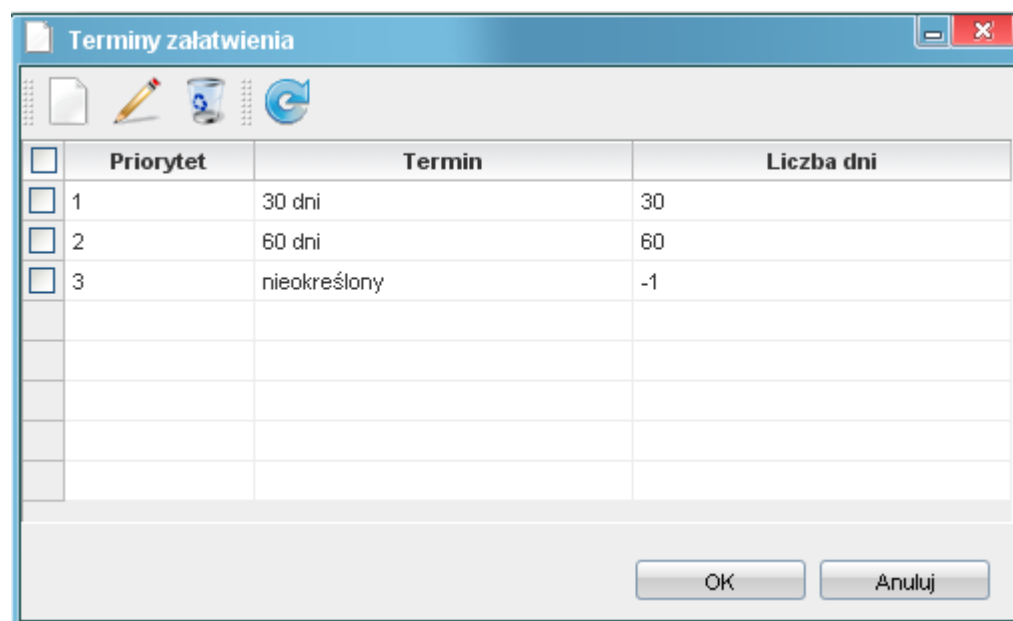 Terminy załatwienia
Priorytet Termin Liczba dni
1 30 dni 30
2 60 dni 60
3 nieokreślony -1
OK Anuluj